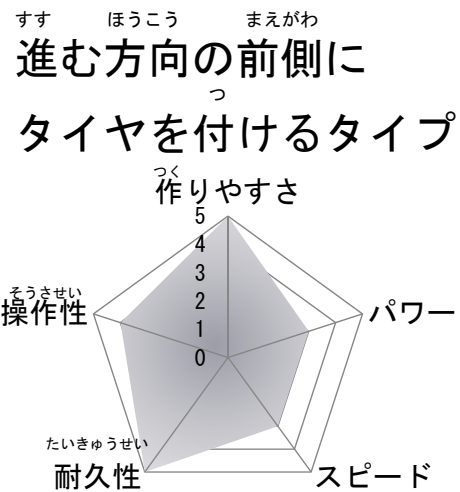 すす ほうこう まえがわ
進む方向の前側に
つ
タイヤを付けるタイプ
つく
作りやすさ
5
4
3
2
1
0
そうさせい
操作性
パワー
たいきゅうせい
耐久性
スピード